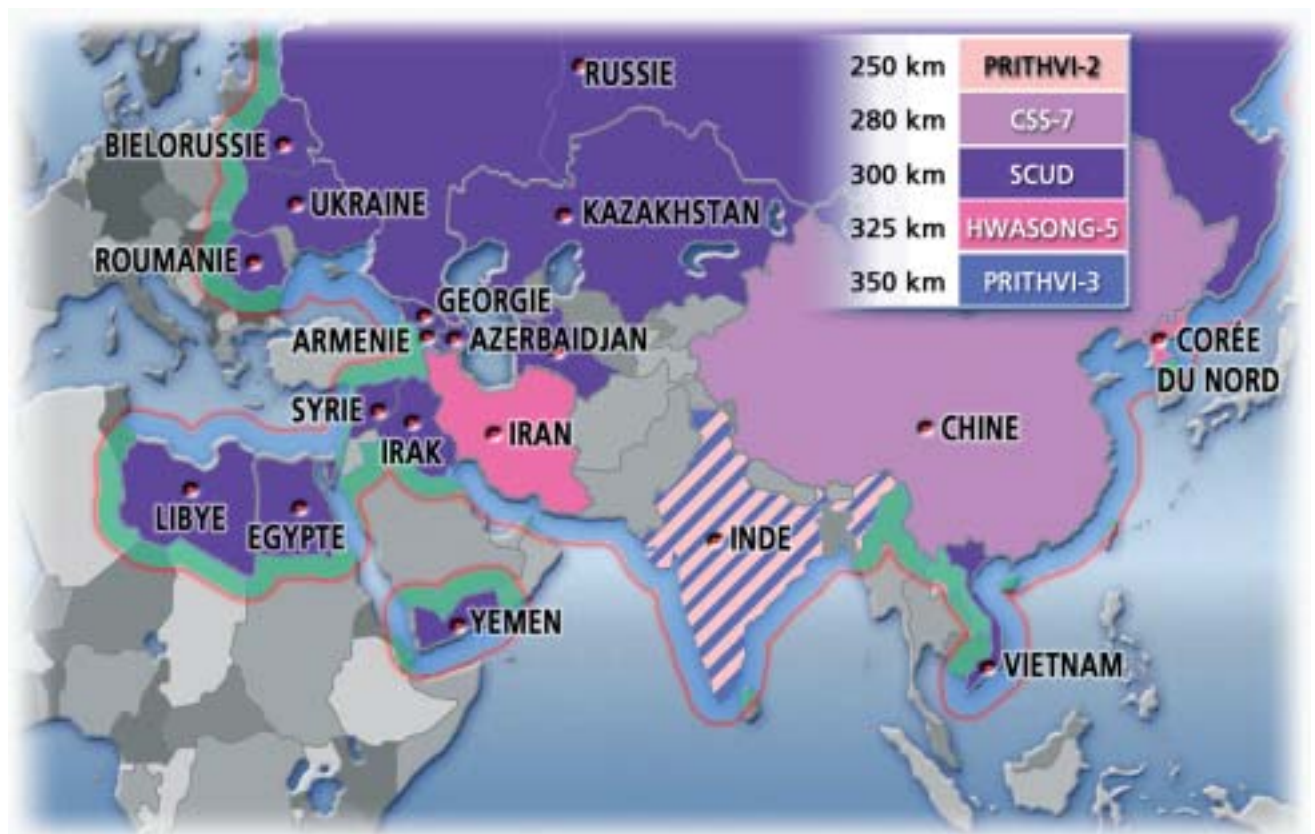 250 km PRITHVI-2
280 km CSS-7
300 km SCUD
325 km HWASONG-5
350 km PRITHVI-3
RUSSIE
BIELORUSSIE
UKRAINE
KAZAKHSTAN
ROUMANIE
GEORGIE
ARMENIE
AZERBAIDJAN
CORÉE
DU NORD
SYRIE
IRAK
IRAN
CHINE
LIBYE
EGYPTE
INDE
YEMEN
VIETNAM